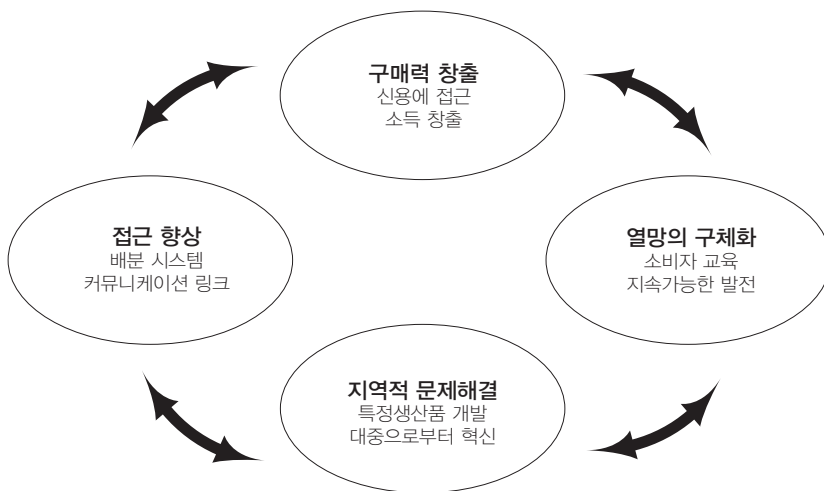 구매력 창출
신용에 접근
소득 창출
접근 향상
배분 시스템
커뮤니케이션 링크
열망의 구체화
소비자 교육
지속가능한 발전
지역적 문제해결
특정생산품 개발
대중으로부터 혁신